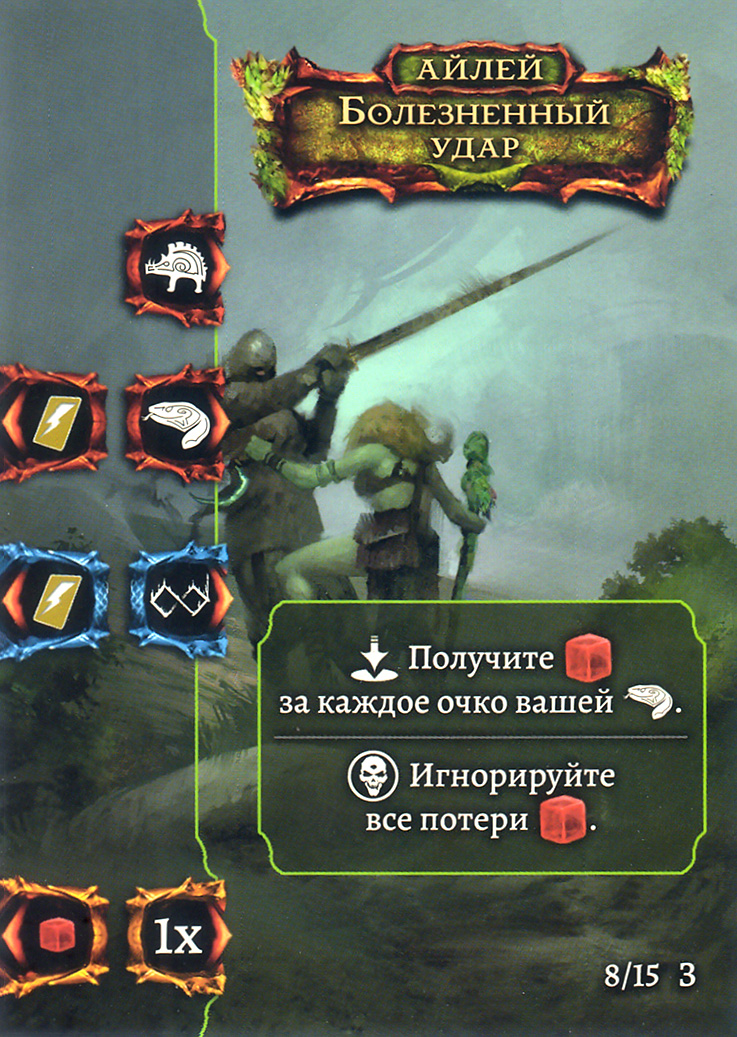 АЙЛЕЙ
БОЛЕЗНЕННЫЙ
УДАР
Получите
за каждое очко вашей .
Игнорируйте
все потери .
1x
8/15 3